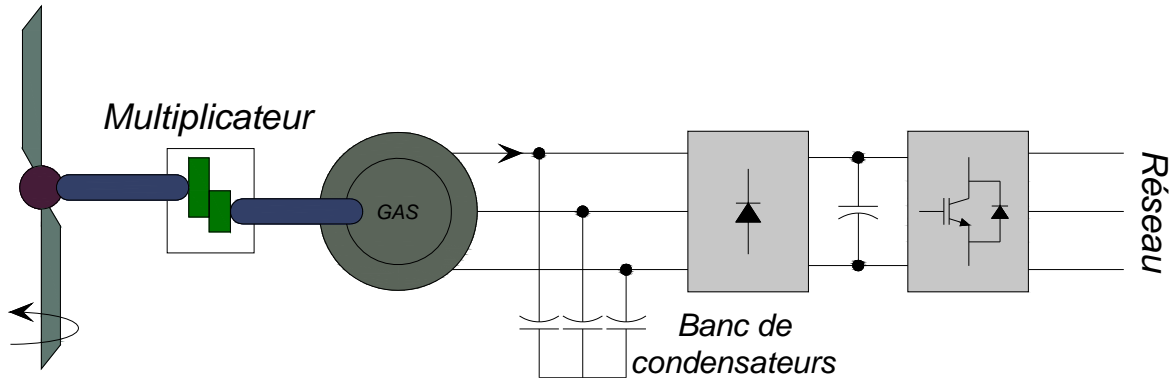 Multiplicateur
GAS
Banc de
condensateurs
Réseau